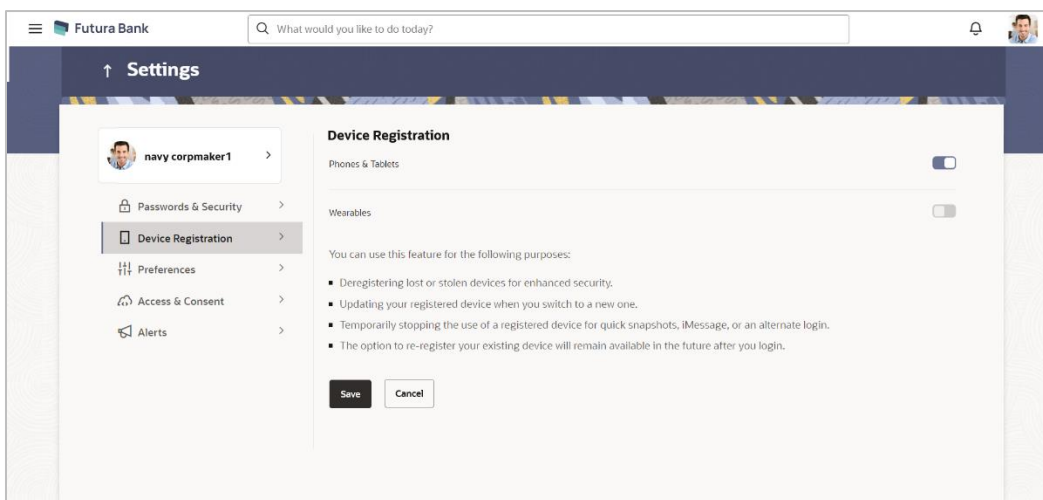 Futura Bank
What would you like to do today?
↑ Settings
navy corpmaker1
Passwords & Security
Device Registration
Preferences
Access & Consent
Alerts
Device Registration
Phones & Tablets
Wearables
You can use this feature for the following purposes:
▪ Deregistering lost or stolen devices for enhanced security.
▪ Updating your registered device when you switch to a new one.
▪ Temporarily stopping the use of a registered device for quick snapshots, iMessage, or an alternate login.
▪ The option to re-register your existing device will remain available in the future after you login.
Save Cancel